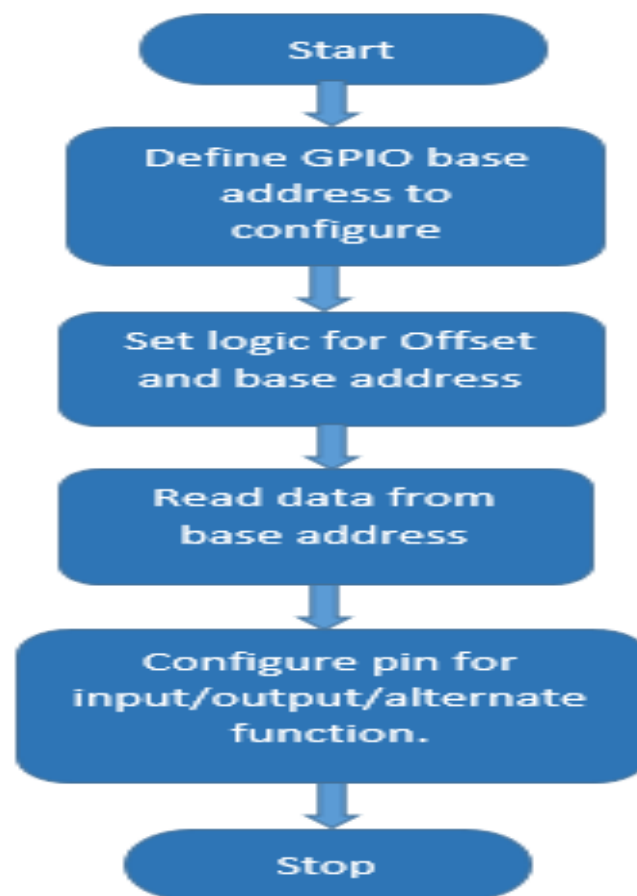 Start
Define GPIO base
address to
configure
Set logic for Offset
and base address
Read data from
base address
Configure pin for
input/output/alternate
function.
Stop